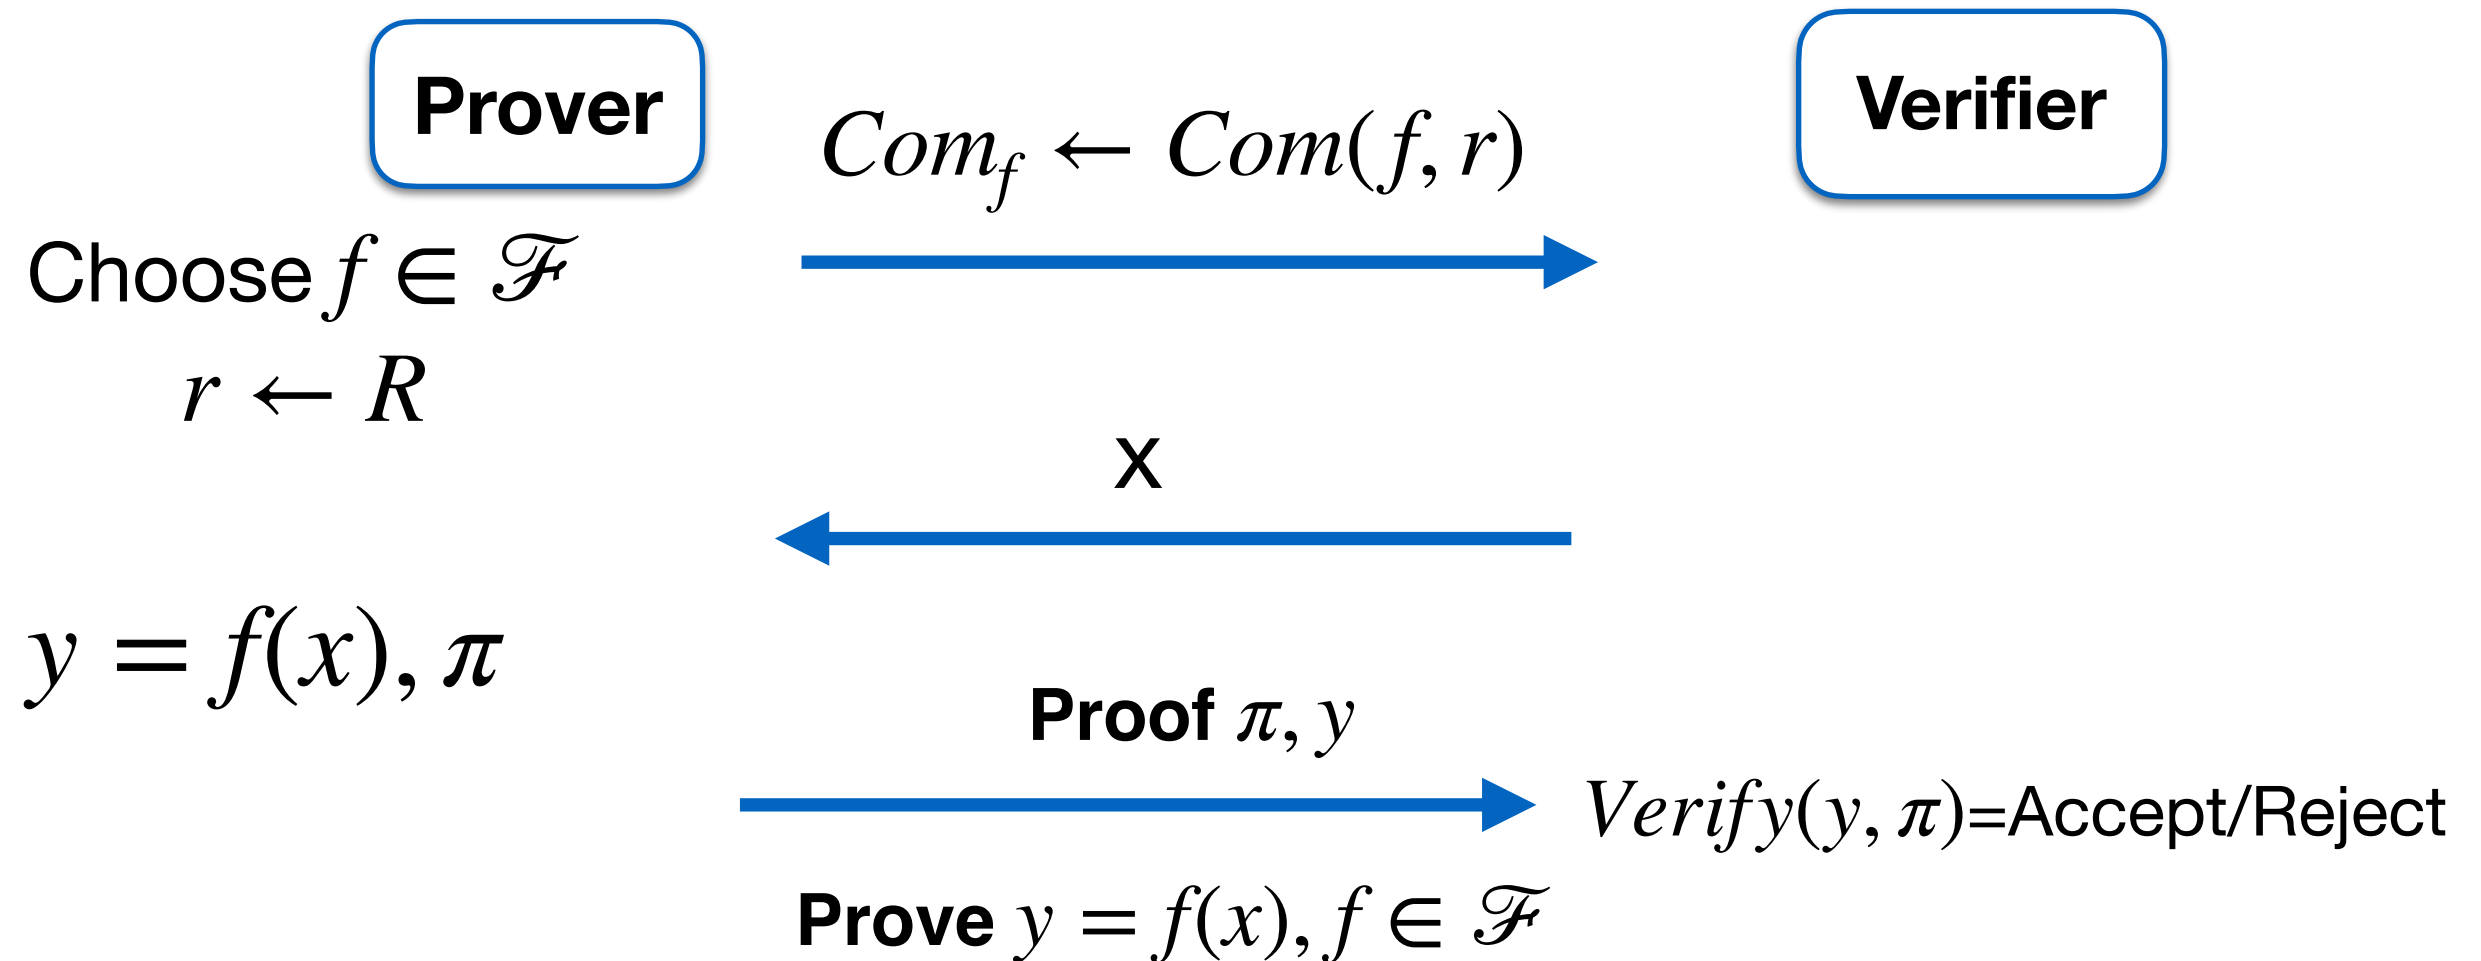 Prover
Verifier
Com_f ← Com(f, r)
Choose f ∈ ℱ
r ← R
x
y = f(x), π
Proof π, y
Verify(y, π)=Accept/Reject
Prove y = f(x), f ∈ ℱ